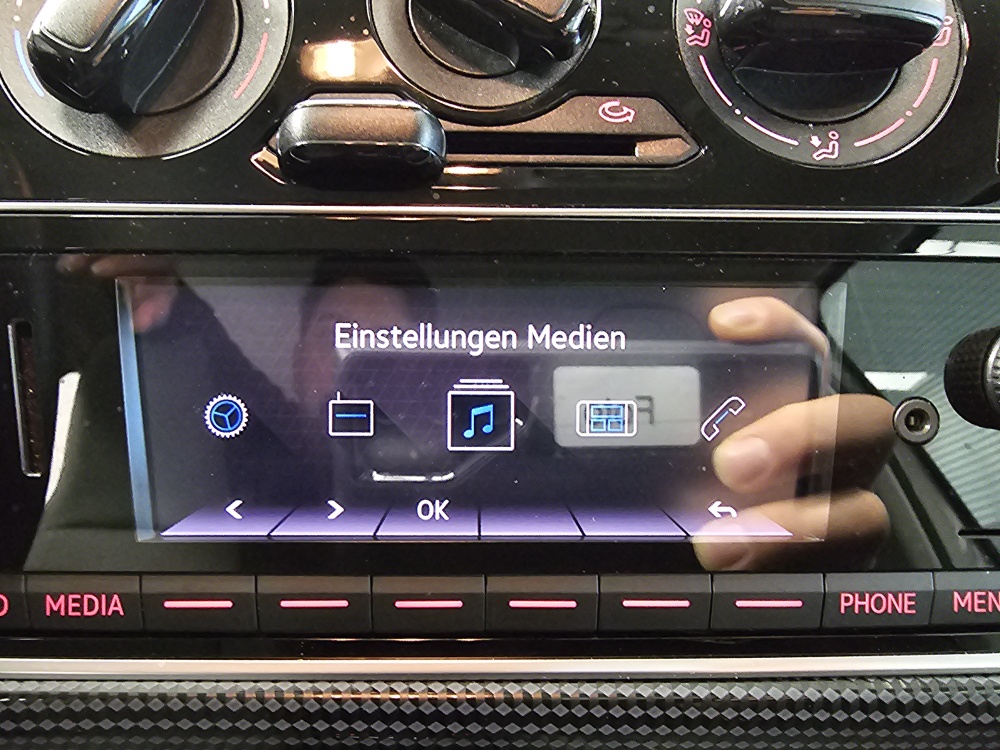 Einstellungen Medien
< > OK
MEDIA
PHONE